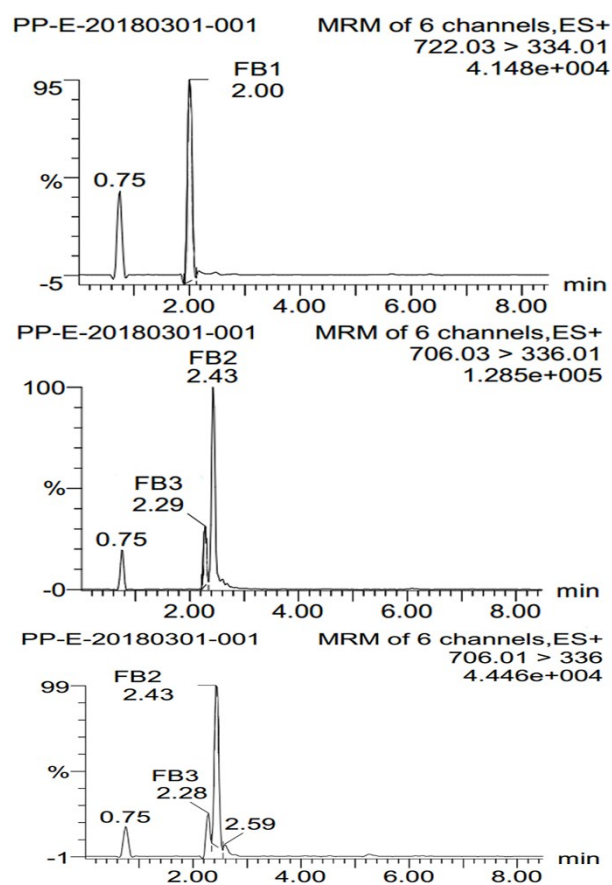 PP-E-20180301-001 MRM of 6 channels,ES+
722.03 > 334.01
4.148e+004
FB1
2.00
95
0.75
%
-5
2.00 4.00 6.00 8.00 min
PP-E-20180301-001 MRM of 6 channels,ES+
706.03 > 336.01
1.285e+005
FB2
2.43
100
FB3
2.29
%
0.75
-0
2.00 4.00 6.00 8.00 min
PP-E-20180301-001 MRM of 6 channels,ES+
706.01 > 336
4.446e+004
FB2
2.43
99
%
FB3
2.28
0.75
2.59
-1
2.00 4.00 6.00 8.00 min